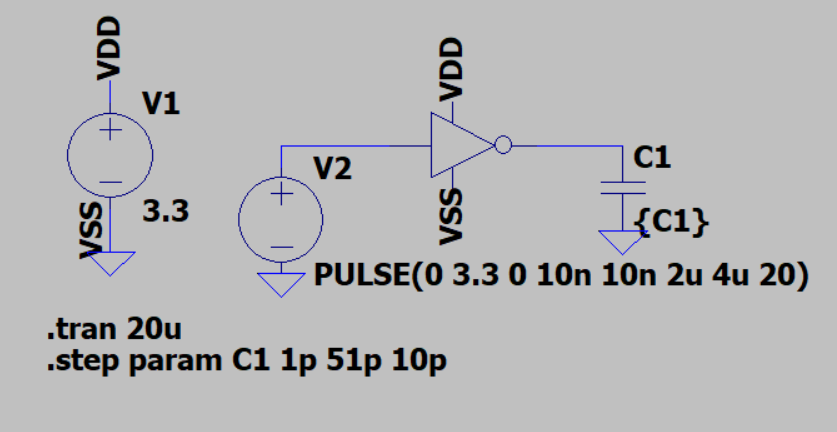 VDD
V1
VSS
3.3
V2
VDD
VSS
C1
{C1}
PULSE(0 3.3 0 10n 10n 2u 4u 20)
.tran 20u
.step param C1 1p 51p 10p